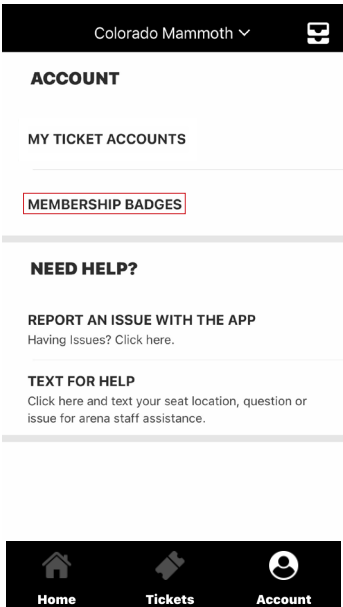 Colorado Mammoth
ACCOUNT
MY TICKET ACCOUNTS
MEMBERSHIP BADGES
NEED HELP?
REPORT AN ISSUE WITH THE APP
Having Issues? Click here.
TEXT FOR HELP
Click here and text your seat location, question or
issue for arena staff assistance.
Home Tickets Account